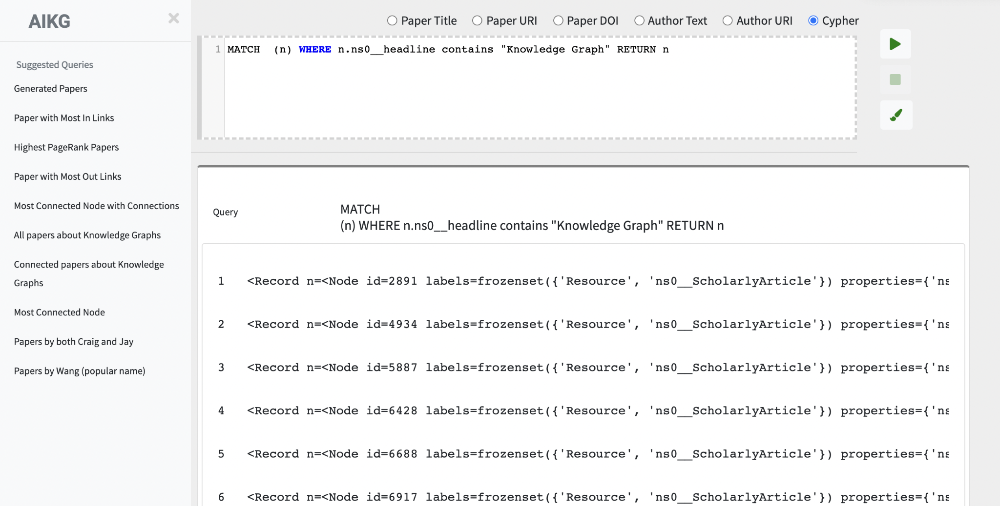 AIKG
Suggested Queries
Generated Papers
Paper with Most In Links
Highest PageRank Papers
Paper with Most Out Links
Most Connected Node with Connections
All papers about Knowledge Graphs
Connected papers about Knowledge
Graphs
Most Connected Node
Papers by both Craig and Jay
Papers by Wang (popular name)
Paper Title Paper URI Paper DOI Author Text Author URI Cypher
1 MATCH  (n) WHERE n.ns0__headline contains "Knowledge Graph" RETURN n
Query
MATCH
(n) WHERE n.ns0__headline contains "Knowledge Graph" RETURN n
1 <Record n=<Node id=2891 labels=frozenset({'Resource', 'ns0__ScholarlyArticle'}) properties={'ns
2 <Record n=<Node id=4934 labels=frozenset({'Resource', 'ns0__ScholarlyArticle'}) properties={'ns
3 <Record n=<Node id=5887 labels=frozenset({'Resource', 'ns0__ScholarlyArticle'}) properties={'ns
4 <Record n=<Node id=6428 labels=frozenset({'Resource', 'ns0__ScholarlyArticle'}) properties={'ns
5 <Record n=<Node id=6688 labels=frozenset({'Resource', 'ns0__ScholarlyArticle'}) properties={'ns
6 <Record n=<Node id=6917 labels=frozenset({'Resource', 'ns0__ScholarlyArticle'}) properties={'ns